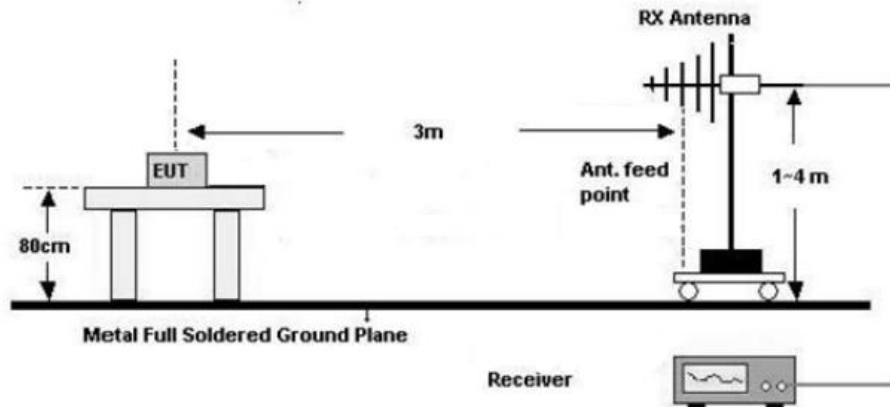 RX Antenna
3m
EUT
Ant. feed
point
1~4 m
80cm
Metal Full Soldered Ground Plane
Receiver